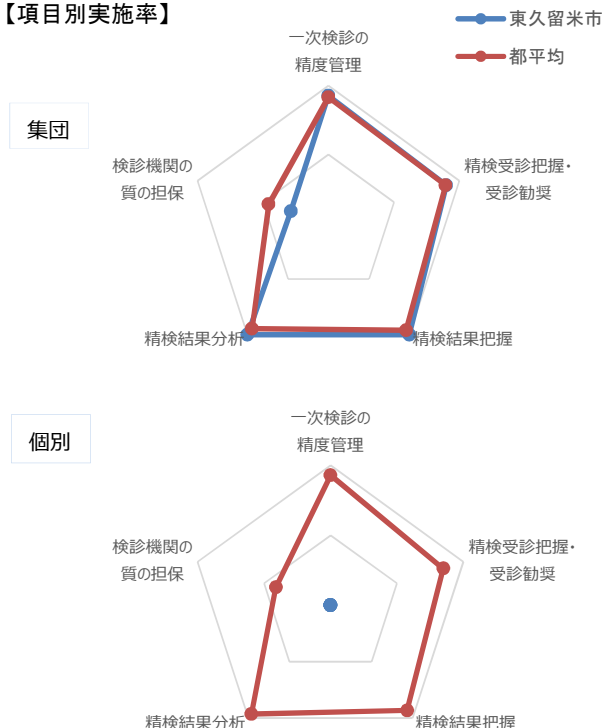 【項目別実施率】
東久留米市
都平均
集団
一次検診の
精度管理
精検受診把握・
受診勧奨
精検結果把握
精検結果分析
検診機関の
質の担保
個別
一次検診の
精度管理
精検受診把握・
受診勧奨
精検結果把握
精検結果分析
検診機関の
質の担保